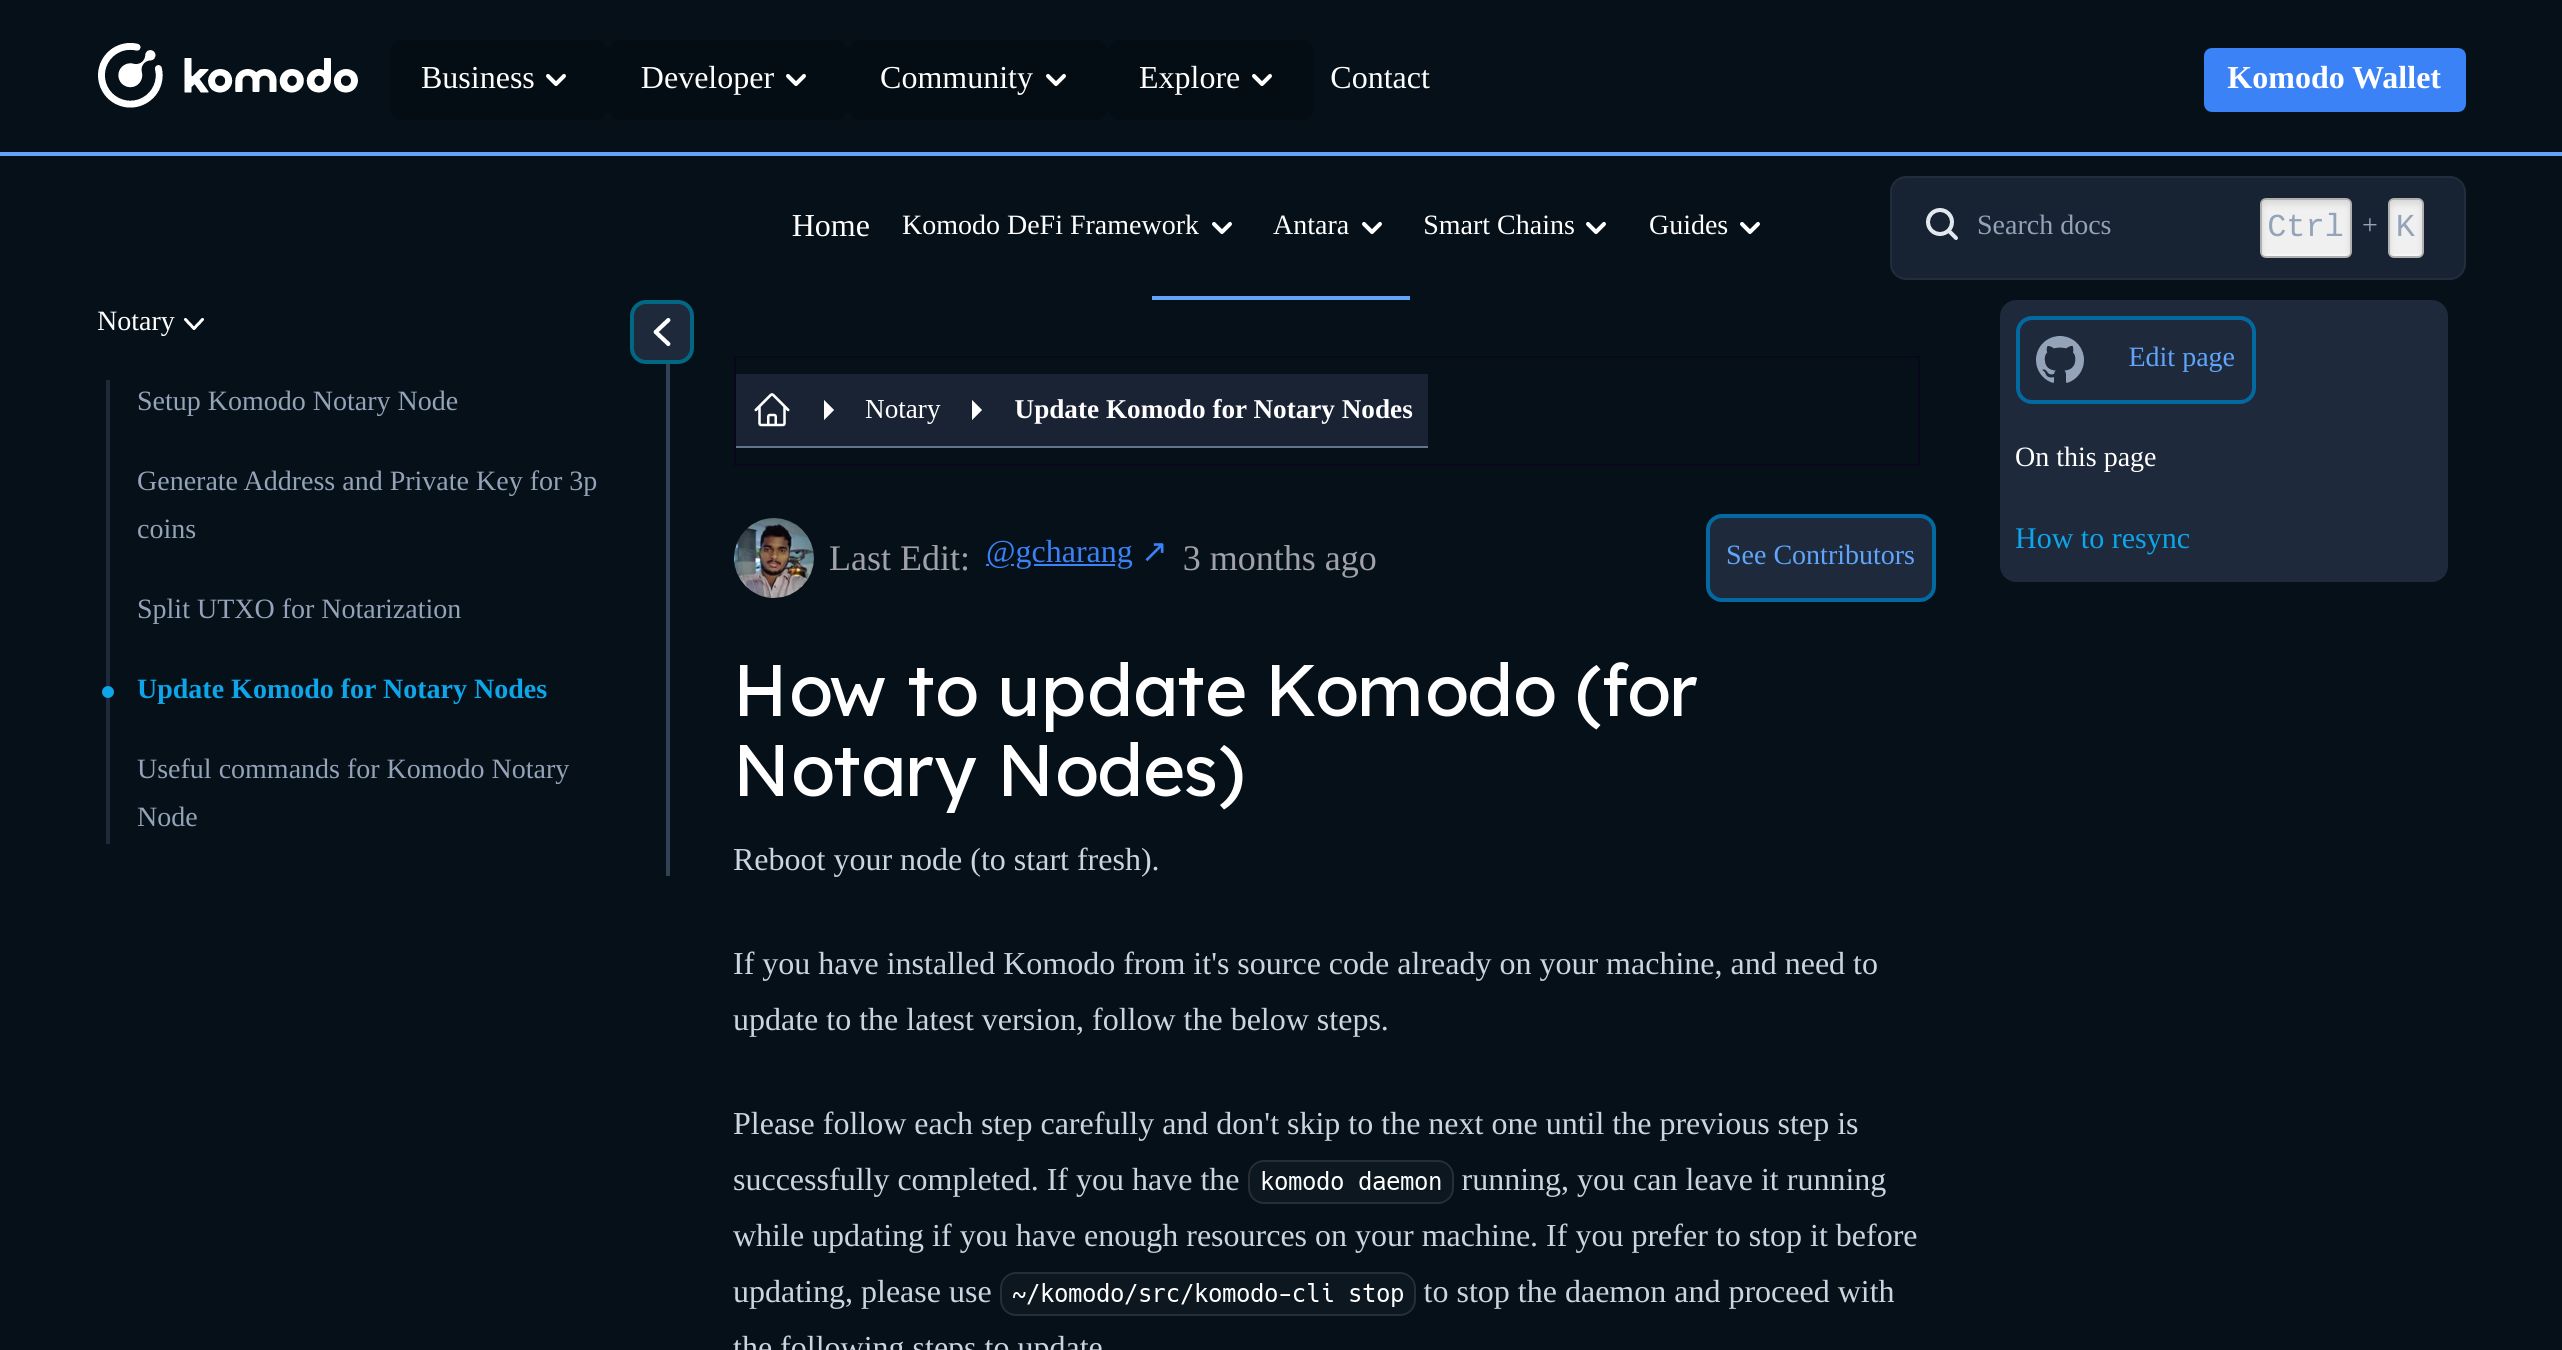 komodo Business Developer Community Explore Contact Komodo Wallet
Home Komodo DeFi Framework Antara Smart Chains Guides Search docs Ctrl + K
Notary
Setup Komodo Notary Node
Generate Address and Private Key for 3p
coins
Split UTXO for Notarization
Update Komodo for Notary Nodes
Useful commands for Komodo Notary
Node
Notary Update Komodo for Notary Nodes
Last Edit: @gcharang ↗ 3 months ago
See Contributors
How to update Komodo (for
Notary Nodes)
Reboot your node (to start fresh).
If you have installed Komodo from it's source code already on your machine, and need to
update to the latest version, follow the below steps.
Please follow each step carefully and don't skip to the next one until the previous step is
successfully completed. If you have the komodo daemon running, you can leave it running
while updating if you have enough resources on your machine. If you prefer to stop it before
updating, please use ~/komodo/src/komodo-cli stop to stop the daemon and proceed with
the following steps to update.
Edit page
On this page
How to resync